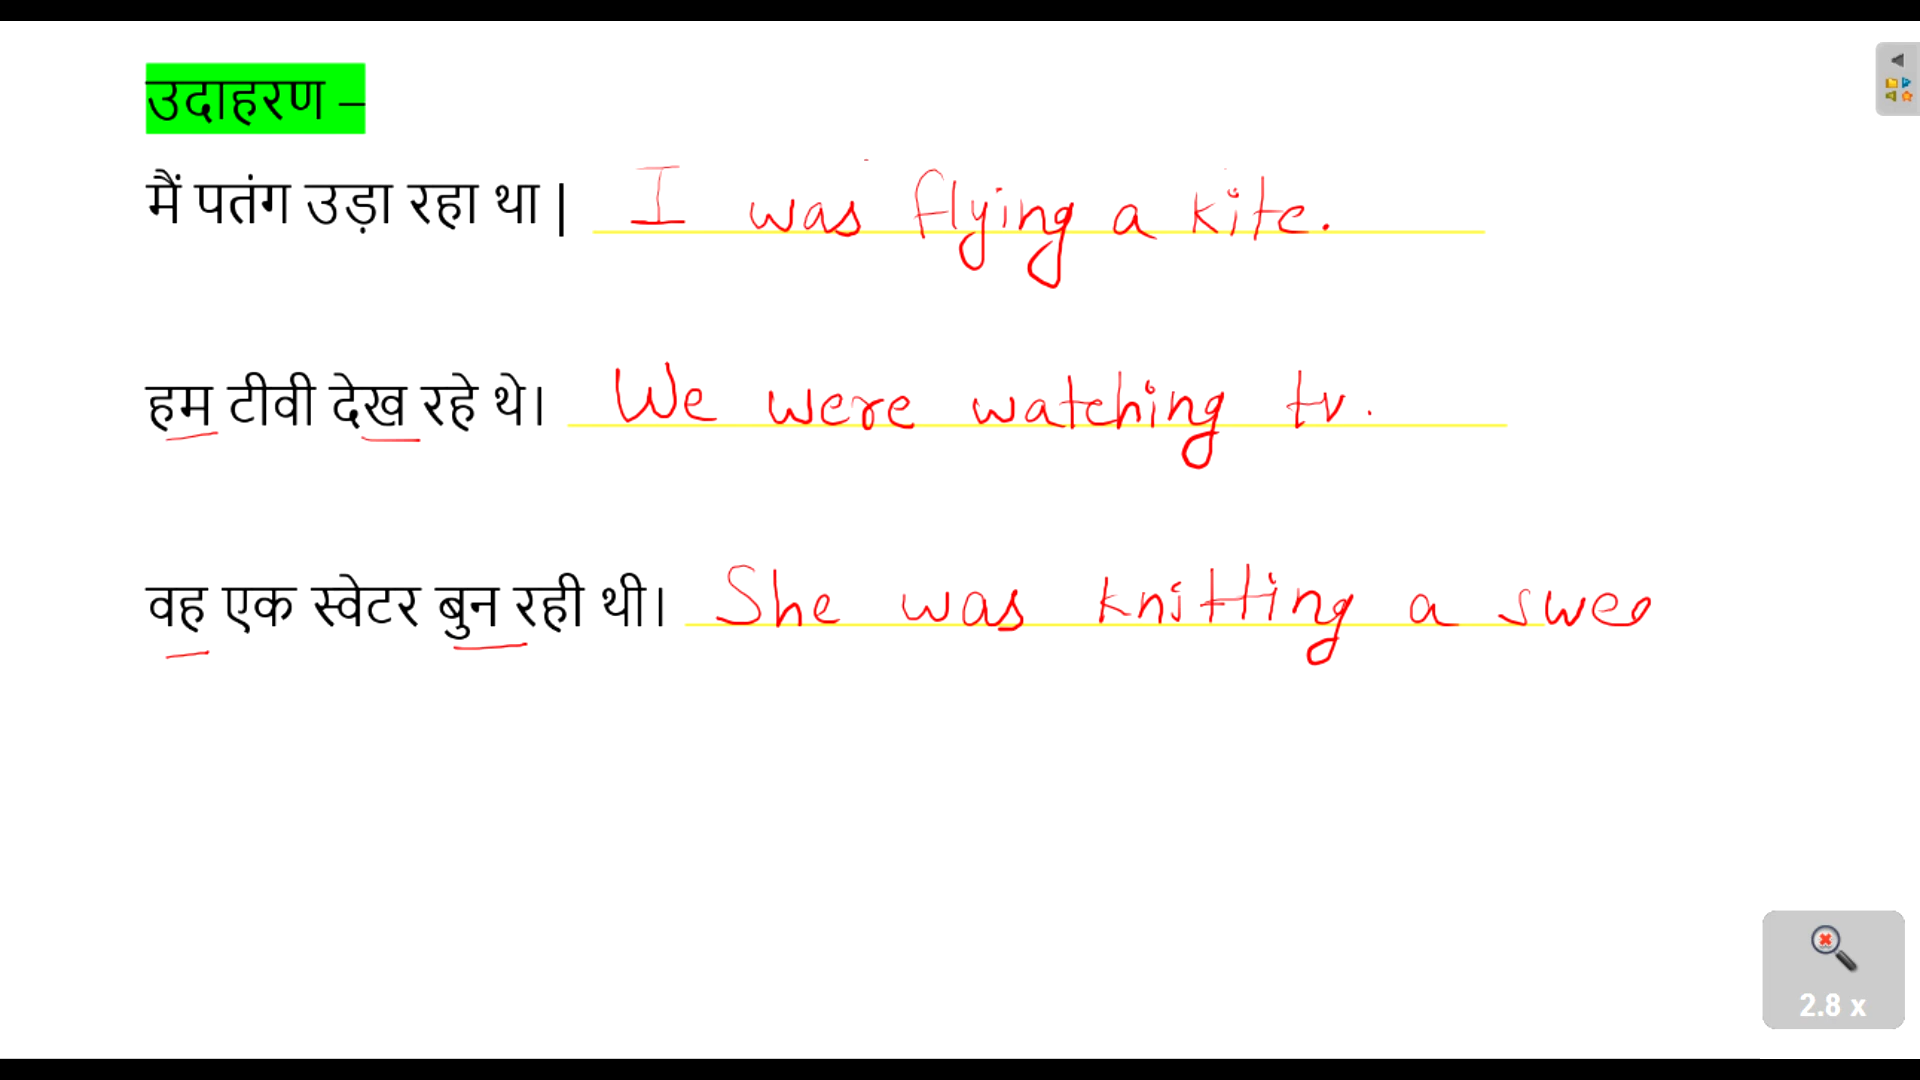 उदाहरण –
मैं पतंग उड़ा रहा था | I was flying a kite.
हम टीवी देख रहे थे। We were watching tv.
वह एक स्वेटर बुन रही थी। She was knitting a swe
2.8 x